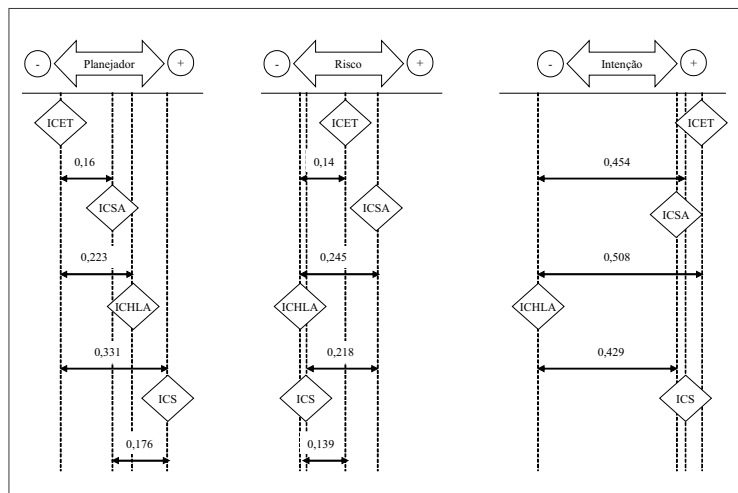 - Planejador +
- Risco +
- Intenção +
ICET
ICET
ICET
0,16
0,14
0,454
ICSA
ICSA
ICSA
0,223
0,245
0,508
ICHLA
ICHLA
ICHLA
0,331
0,218
0,429
ICS
ICS
ICS
0,176
0,139